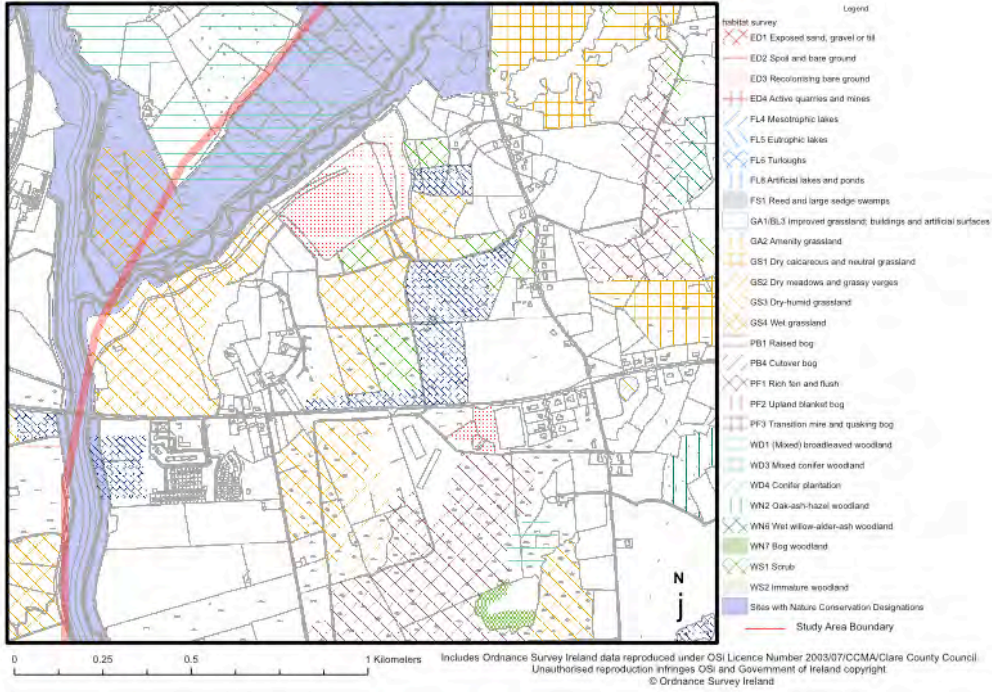 Legend
habitat survey
ED1 Exposed sand, gravel or till
ED2 Spoil and bare ground
ED3 Recolonising bare ground
ED4 Active quarries and mines
FL4 Mesotrophic lakes
FL5 Eutrophic lakes
FL6 Turloughs
FL8 Artificial lakes and ponds
FS1 Reed and large sedge swamps
GA1/BL3 Improved grassland; buildings and artificial surfaces
GA2 Amenity grassland
GS1 Dry calcareous and neutral grassland
GS2 Dry meadows and grassy verges
GS3 Dry-humid grassland
GS4 Wet grassland
PB1 Raised bog
PB4 Cutover bog
PF1 Rich fen and flush
PF2 Upland blanket bog
PF3 Transition mire and quaking bog
WD1 (Mixed) broadleaved woodland
WD3 Mixed conifer woodland
WD4 Conifer plantation
WN2 Oak-ash-hazel woodland
WN6 Wet willow-alder-ash woodland
WN7 Bog woodland
WS1 Scrub
WS2 Immature woodland
Sites with Nature Conservation Designations
Study Area Boundary
N
j
0 0.25 0.5 1 Kilometers
Includes Ordnance Survey Ireland data reproduced under OSi Licence Number 2003/07/CCMA/Clare County Council
Unauthorised reproduction infringes OSi and Government of Ireland copyright
© Ordnance Survey Ireland